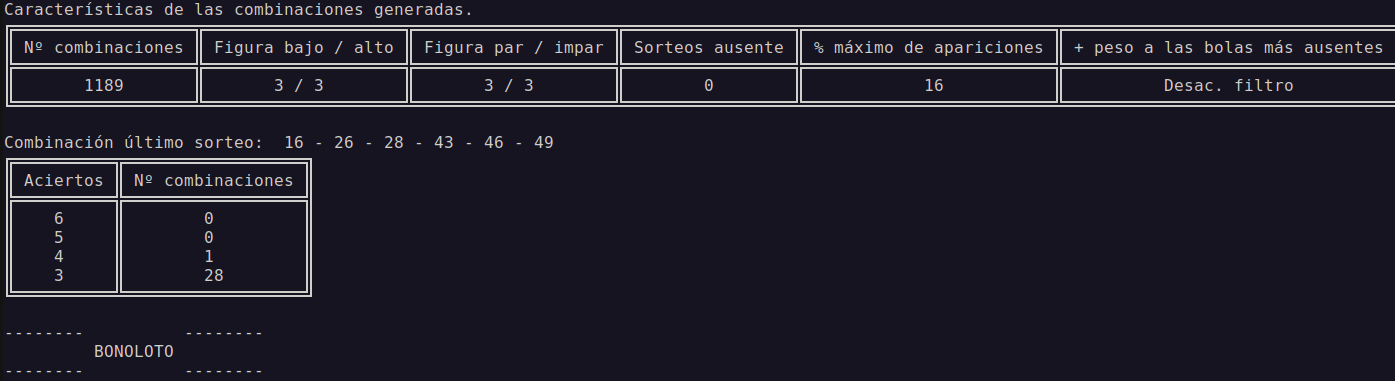 Características de las combinaciones generadas.
Nº combinaciones Figura bajo / alto Figura par / impar Sorteos ausente % máximo de apariciones + peso a las bolas más ausentes
1189 3 / 3 3 / 3 0 16 Desac. filtro
Combinación último sorteo: 16 - 26 - 28 - 43 - 46 - 49
Aciertos Nº combinaciones
6 0
5 0
4 1
3 28
-------- --------
BONOLOTO
-------- --------